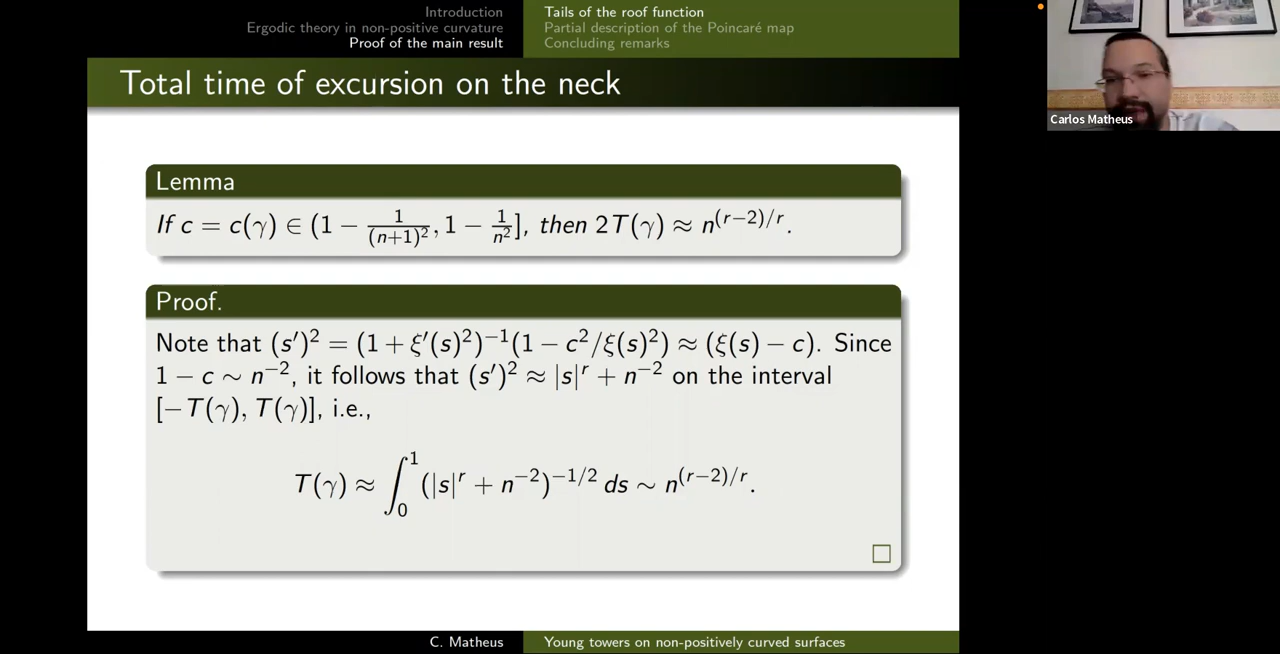 Introduction
Ergodic theory in non-positive curvature
Proof of the main result
Tails of the roof function
Partial description of the Poincaré map
Concluding remarks
Total time of excursion on the neck
Carlos Matheus
Lemma
If c = c(γ) ∈ (1 − 1/(n+1)², 1 − 1/n²], then 2T(γ) ≈ n^{(r−2)/r}.
Proof.
Note that (s′)² = (1 + ξ′(s)²)^{−1}(1 − c²/ξ(s)²) ≈ (ξ(s) − c). Since
1 − c ∼ n^{−2}, it follows that (s′)² ≈ |s|^r + n^{−2} on the interval
[−T(γ), T(γ)], i.e.,
T(γ) ≈ ∫₀¹ (|s|^r + n^{−2})^{−1/2} ds ∼ n^{(r−2)/r}.
□
C. Matheus
Young towers on non-positively curved surfaces